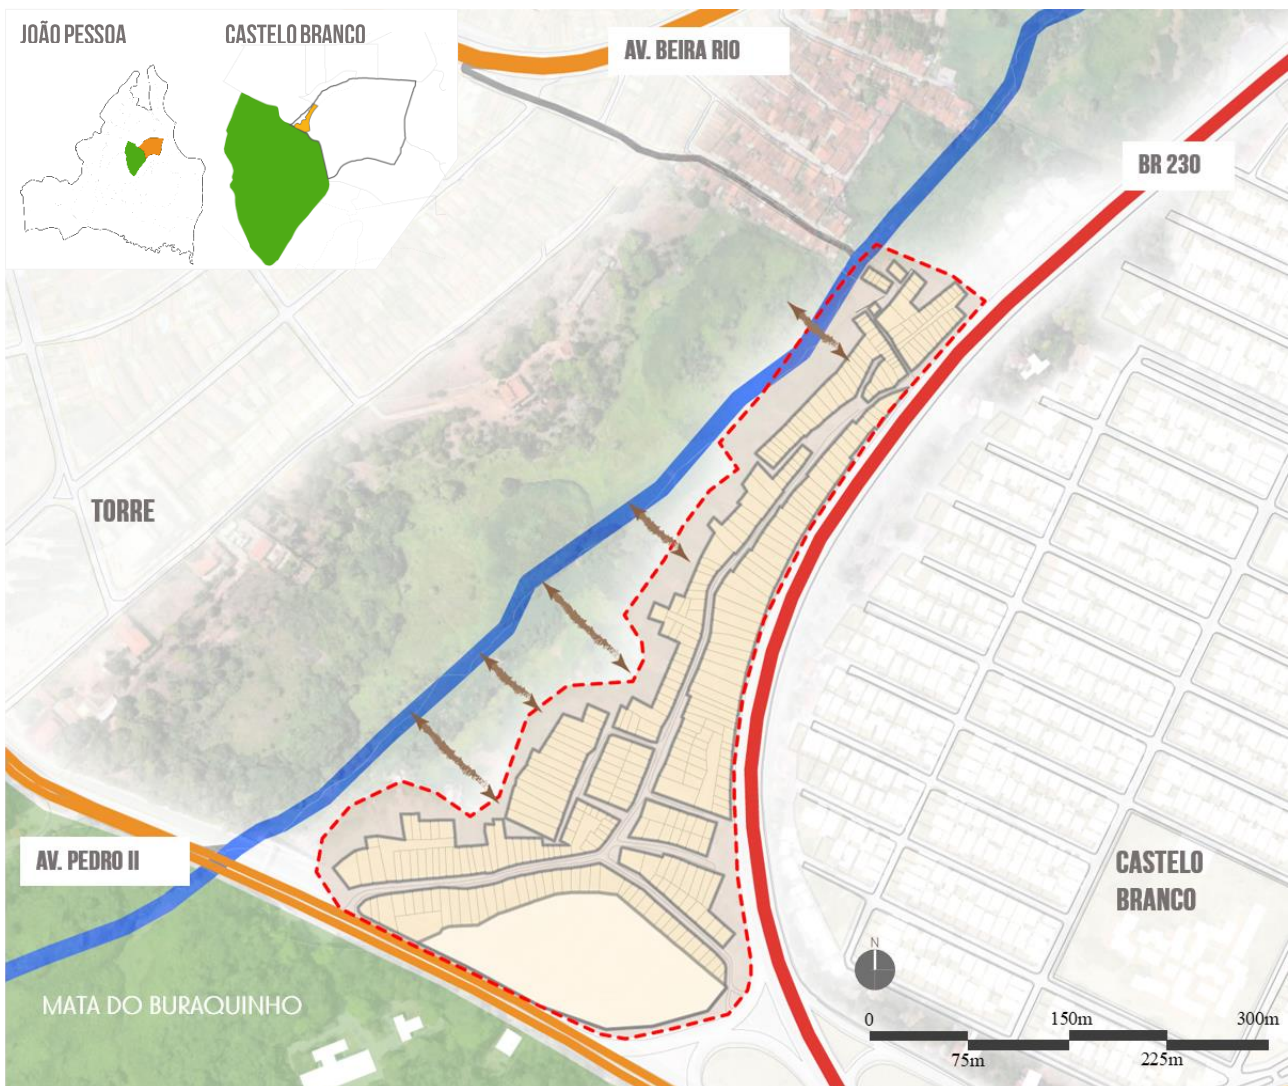 JOÃO PESSOA
CASTELO BRANCO
AV. BEIRA RIO
BR 230
TORRE
AV. PEDRO II
CASTELO
BRANCO
MATA DO BURAQUINHO
N
0
150m
300m
75m
225m